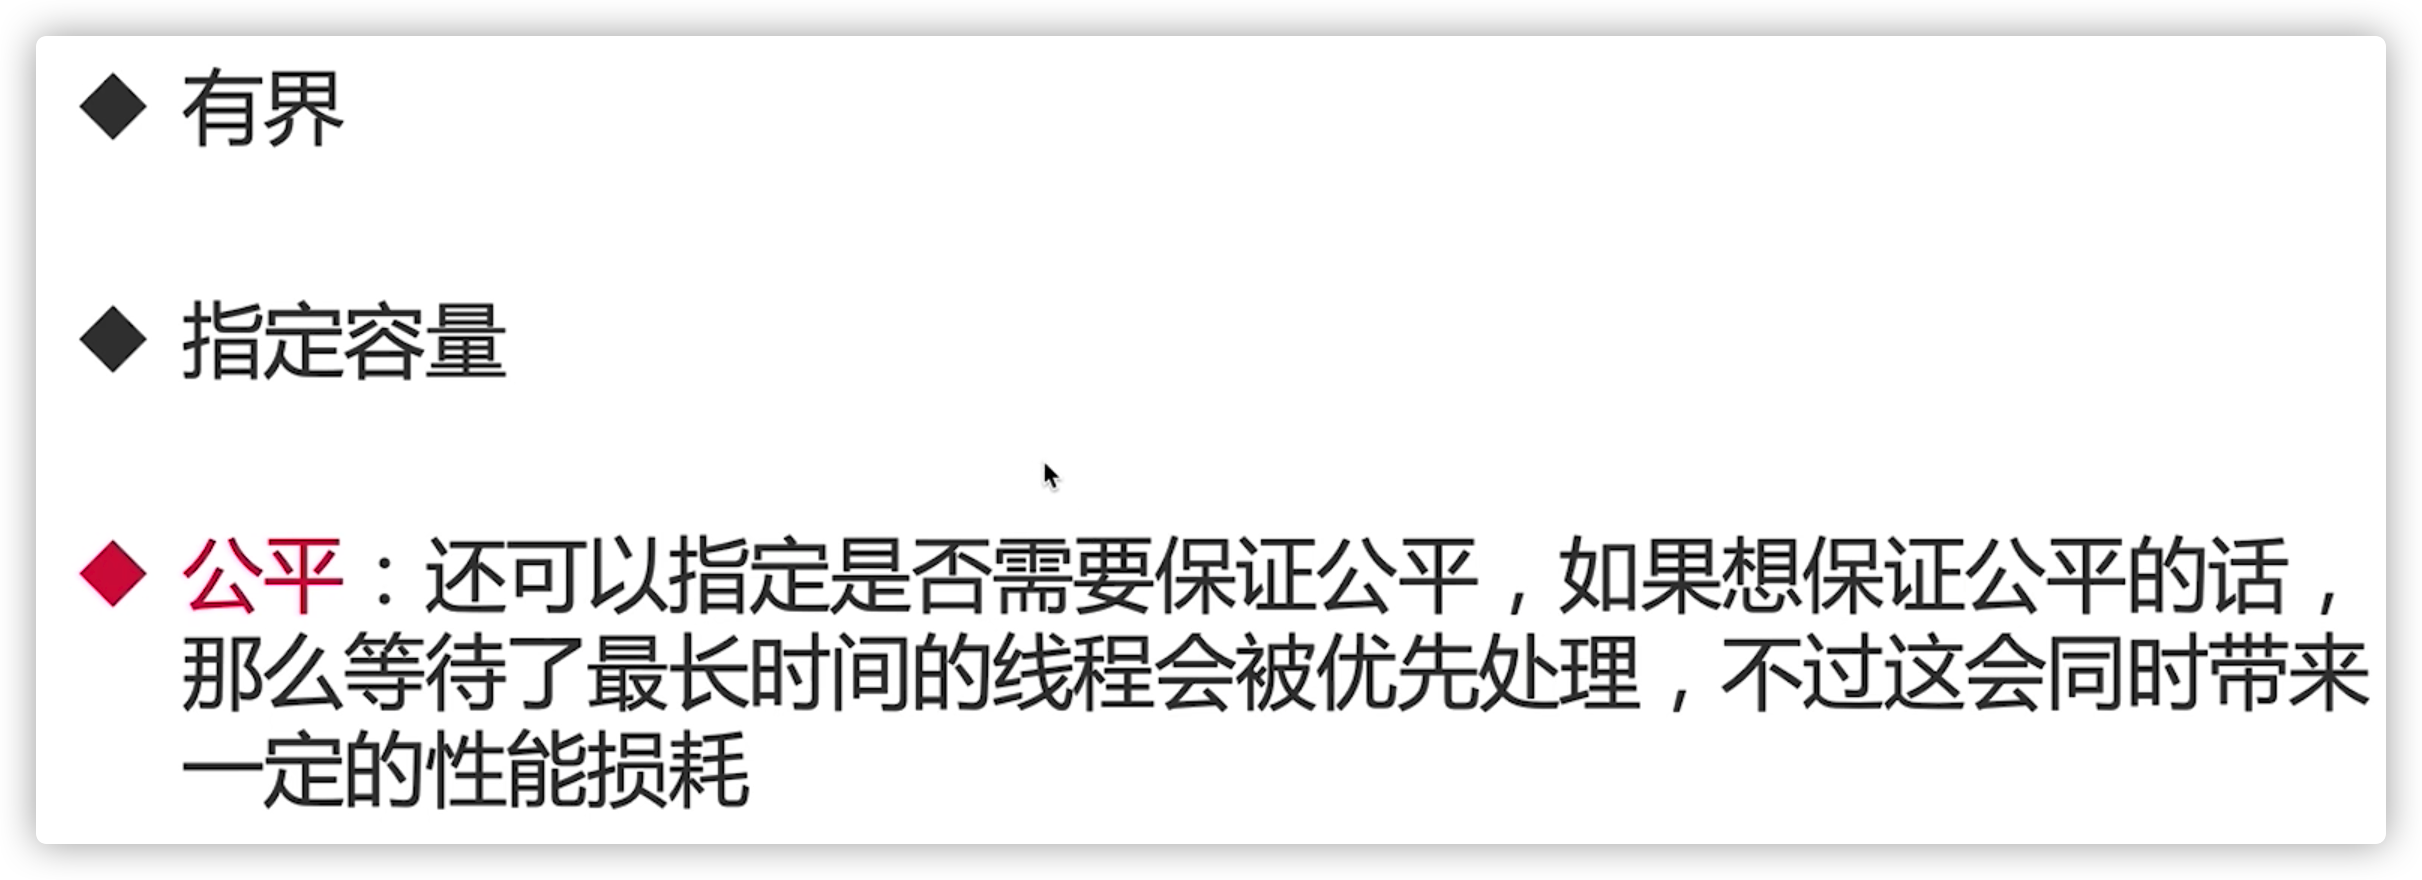 ◆ 有界
◆ 指定容量
◆ 公平：还可以指定是否需要保证公平，如果想保证公平的话，
那么等待了最长时间的线程会被优先处理，不过这会同时带来
一定的性能损耗